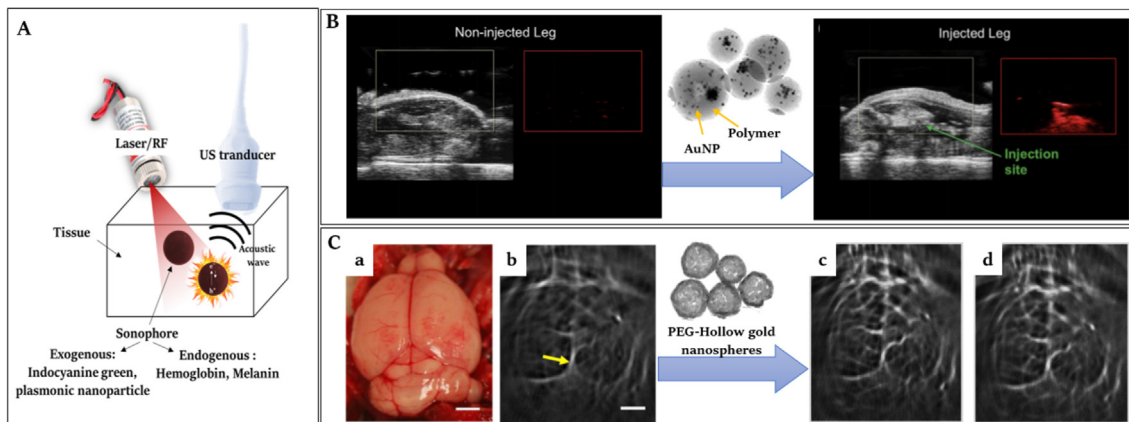 A
Laser/RF
US tranducer
Tissue
Acoustic
wave
Sonophore
Exogenous:
Indocyanine green,
plasmonic nanoparticle
Endogenous :
Hemoglobin, Melanin
B
Non-injected Leg
AuNP
Polymer
Injected Leg
Injection
site
C
a
b
PEG-Hollow gold
nanospheres
c
d